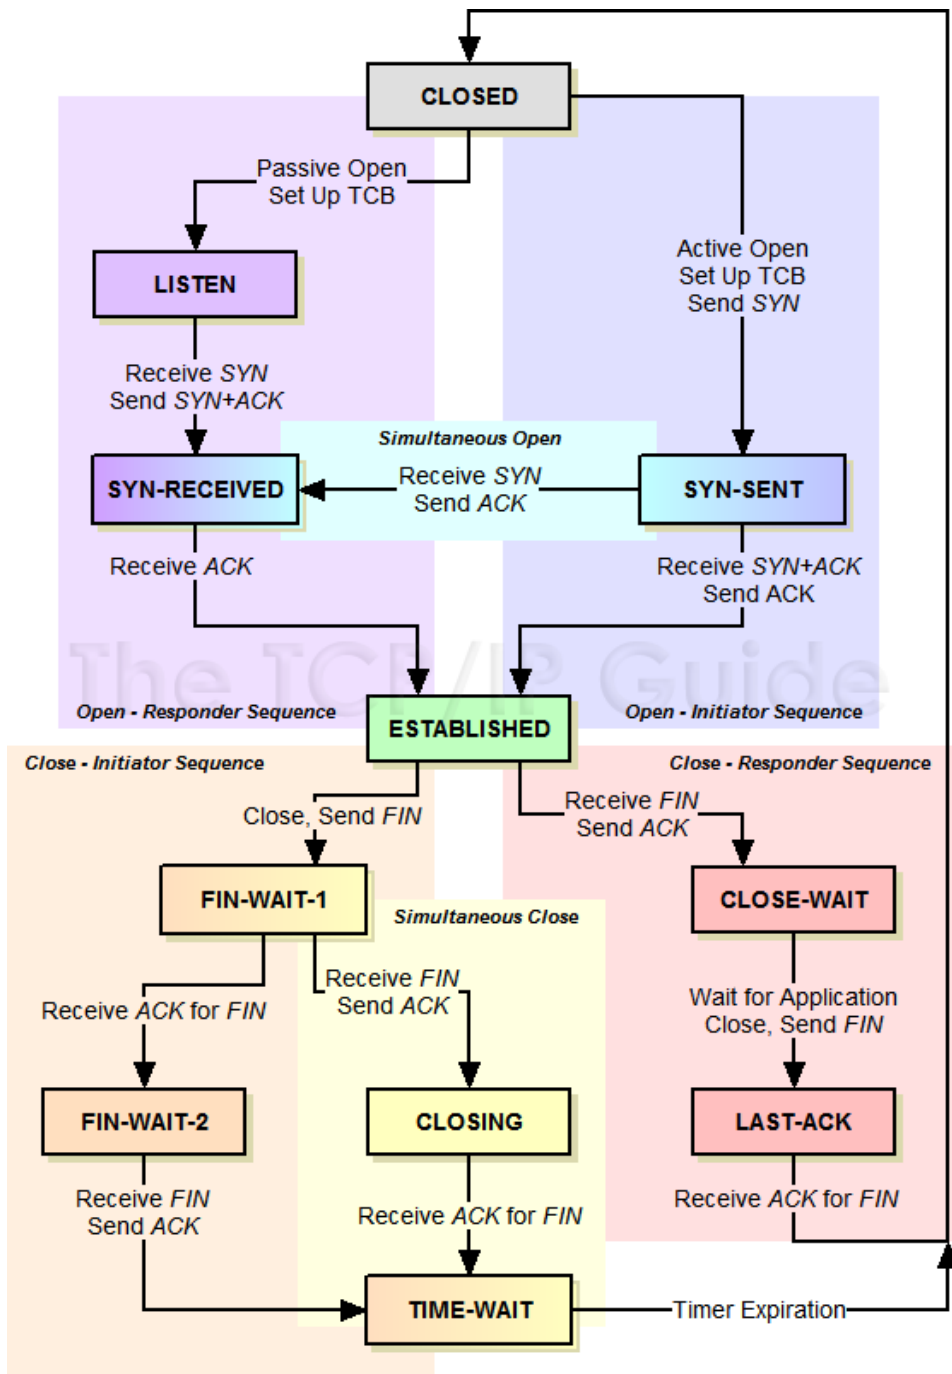 CLOSED
Passive Open
Set Up TCB
Active Open
Set Up TCB
Send SYN
LISTEN
Receive SYN
Send SYN+ACK
Simultaneous Open
SYN-RECEIVED
Receive SYN
Send ACK
SYN-SENT
Receive ACK
Receive SYN+ACK
Send ACK
The TCP/IP Guide
Open - Responder Sequence
Open - Initiator Sequence
ESTABLISHED
Close - Initiator Sequence
Close - Responder Sequence
Close, Send FIN
Receive FIN
Send ACK
FIN-WAIT-1
CLOSE-WAIT
Simultaneous Close
Receive ACK for FIN
Receive FIN
Send ACK
Wait for Application
Close, Send FIN
FIN-WAIT-2
CLOSING
LAST-ACK
Receive FIN
Send ACK
Receive ACK for FIN
Receive ACK for FIN
TIME-WAIT
Timer Expiration